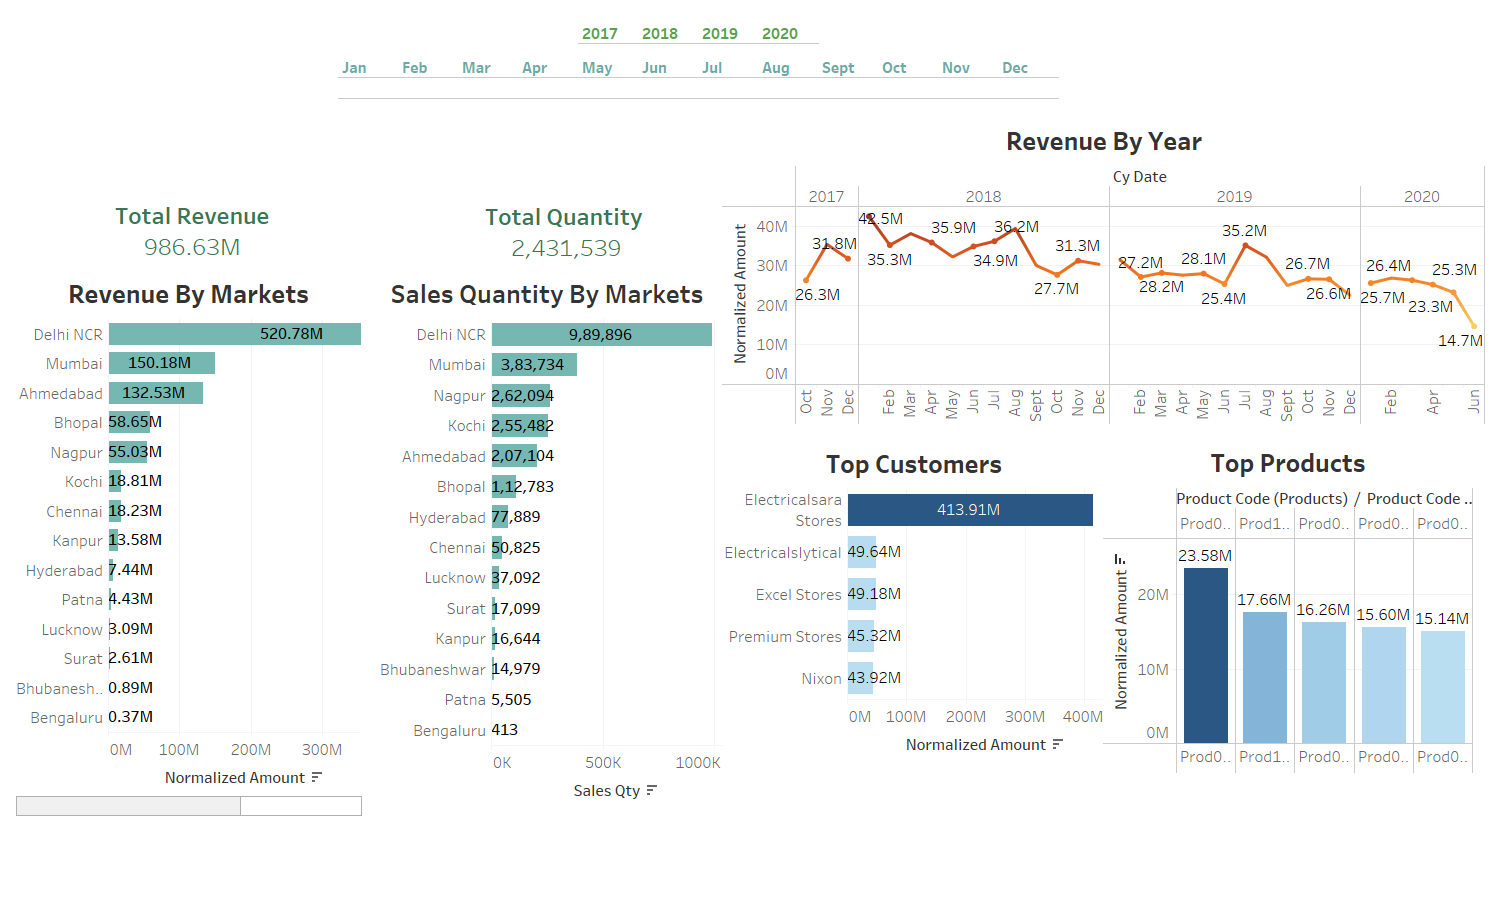 2017 2018 2019 2020
Jan Feb Mar Apr May Jun Jul Aug Sept Oct Nov Dec
Total Revenue
986.63M
Revenue By Markets
Delhi NCR 520.78M
Mumbai 150.18M
Ahmedabad 132.53M
Bhopal 58.65M
Nagpur 55.03M
Kochi 18.81M
Chennai 18.23M
Kanpur 13.58M
Hyderabad 7.44M
Patna 4.43M
Lucknow 3.09M
Surat 2.61M
Bhubanesh.. 0.89M
Bengaluru 0.37M
0M 100M 200M 300M
Normalized Amount
Total Quantity
2,431,539
Sales Quantity By Markets
Delhi NCR 9,89,896
Mumbai 3,83,734
Nagpur 2,62,094
Kochi 2,55,482
Ahmedabad 2,07,104
Bhopal 1,12,783
Hyderabad 77,889
Chennai 50,825
Lucknow 37,092
Surat 17,099
Kanpur 16,644
Bhubaneshwar 14,979
Patna 5,505
Bengaluru 413
0K 500K 1000K
Sales Qty
Revenue By Year
Cy Date
2017 2018 2019 2020
Normalized Amount
40M
30M
20M
10M
0M
26.3M 31.8M 42.5M 35.3M 35.9M 34.9M 36.2M 27.7M 31.3M 27.2M 28.2M 28.1M 25.4M 35.2M 26.7M 26.6M 25.7M 26.4M 23.3M 25.3M 14.7M
Oct Nov Dec Feb Mar Apr May Jun Jul Aug Sept Oct Nov Dec Feb Mar Apr May Jun Jul Aug Sept Oct Nov Dec Feb Apr Jun
Top Customers
Electricalsara
Stores 413.91M
Electricalslytical 49.64M
Excel Stores 49.18M
Premium Stores 45.32M
Nixon 43.92M
0M 100M 200M 300M 400M
Normalized Amount
Top Products
Product Code (Products) / Product Code ..
Prod0.. Prod1.. Prod0.. Prod0.. Prod0..
Normalized Amount
20M
10M
0M
23.58M 17.66M 16.26M 15.60M 15.14M
Prod0.. Prod1.. Prod0.. Prod0.. Prod0..